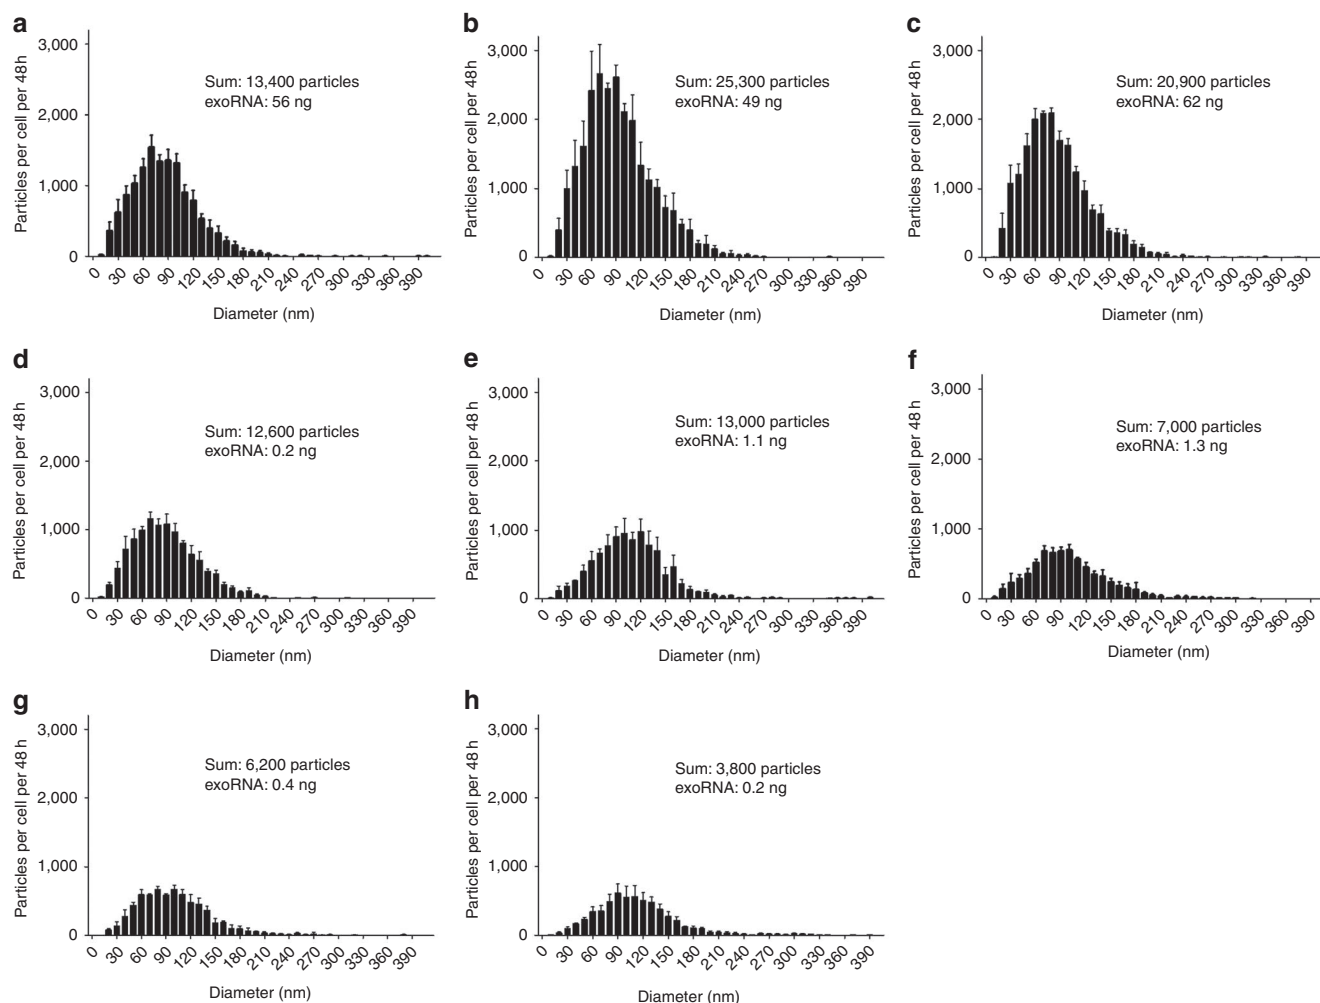 a
3,000
2,000
1,000
0
Particles per cell per 48h
Sum: 13,400 particles
exoRNA: 56 ng
0 30 60 90 120 150 180 210 240 270 300 330 360 390
Diameter (nm)
b
3,000
2,000
1,000
0
Particles per cell per 48h
Sum: 25,300 particles
exoRNA: 49 ng
0 30 60 90 120 150 180 210 240 270 300 330 360 390
Diameter (nm)
c
3,000
2,000
1,000
0
Particles per cell per 48h
Sum: 20,900 particles
exoRNA: 62 ng
0 30 60 90 120 150 180 210 240 270 300 330 360 390
Diameter (nm)
d
3,000
2,000
1,000
0
Particles per cell per 48h
Sum: 12,600 particles
exoRNA: 0.2 ng
0 30 60 90 120 150 180 210 240 270 300 330 360 390
Diameter (nm)
e
3,000
2,000
1,000
0
Particles per cell per 48h
Sum: 13,000 particles
exoRNA: 1.1 ng
0 30 60 90 120 150 180 210 240 270 300 330 360 390
Diameter (nm)
f
3,000
2,000
1,000
0
Particles per cell per 48h
Sum: 7,000 particles
exoRNA: 1.3 ng
0 30 60 90 120 150 180 210 240 270 300 330 360 390
Diameter (nm)
g
3,000
2,000
1,000
0
Particles per cell per 48h
Sum: 6,200 particles
exoRNA: 0.4 ng
0 30 60 90 120 150 180 210 240 270 300 330 360 390
Diameter (nm)
h
3,000
2,000
1,000
0
Particles per cell per 48h
Sum: 3,800 particles
exoRNA: 0.2 ng
0 30 60 90 120 150 180 210 240 270 300 330 360 390
Diameter (nm)